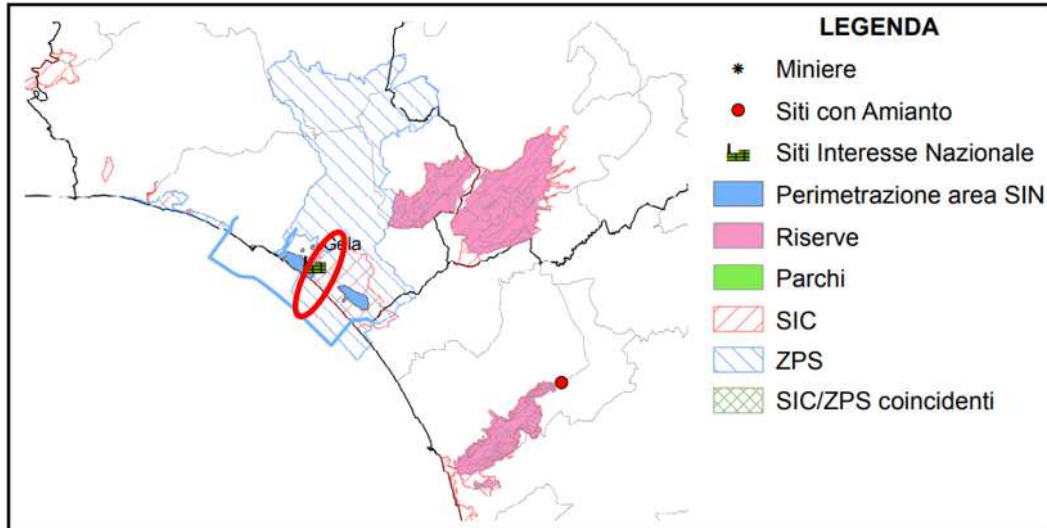 LEGENDA
Miniere
Siti con Amianto
Siti Interesse Nazionale
Perimetrazione area SIN
Riserve
Parchi
SIC
ZPS
SIC/ZPS coincidenti
Gela